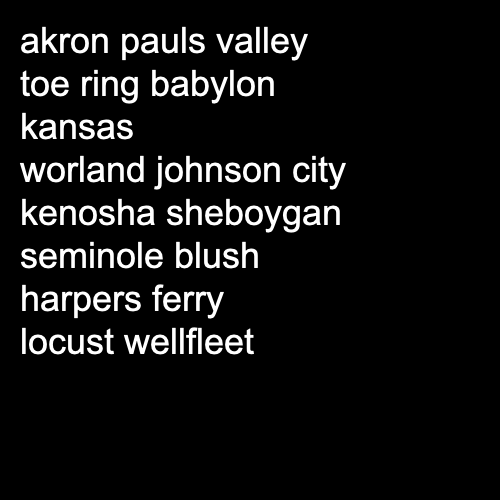 akron pauls valley
toe ring babylon
kansas
worland johnson city
kenosha sheboygan
seminole blush
harpers ferry
locust wellfleet